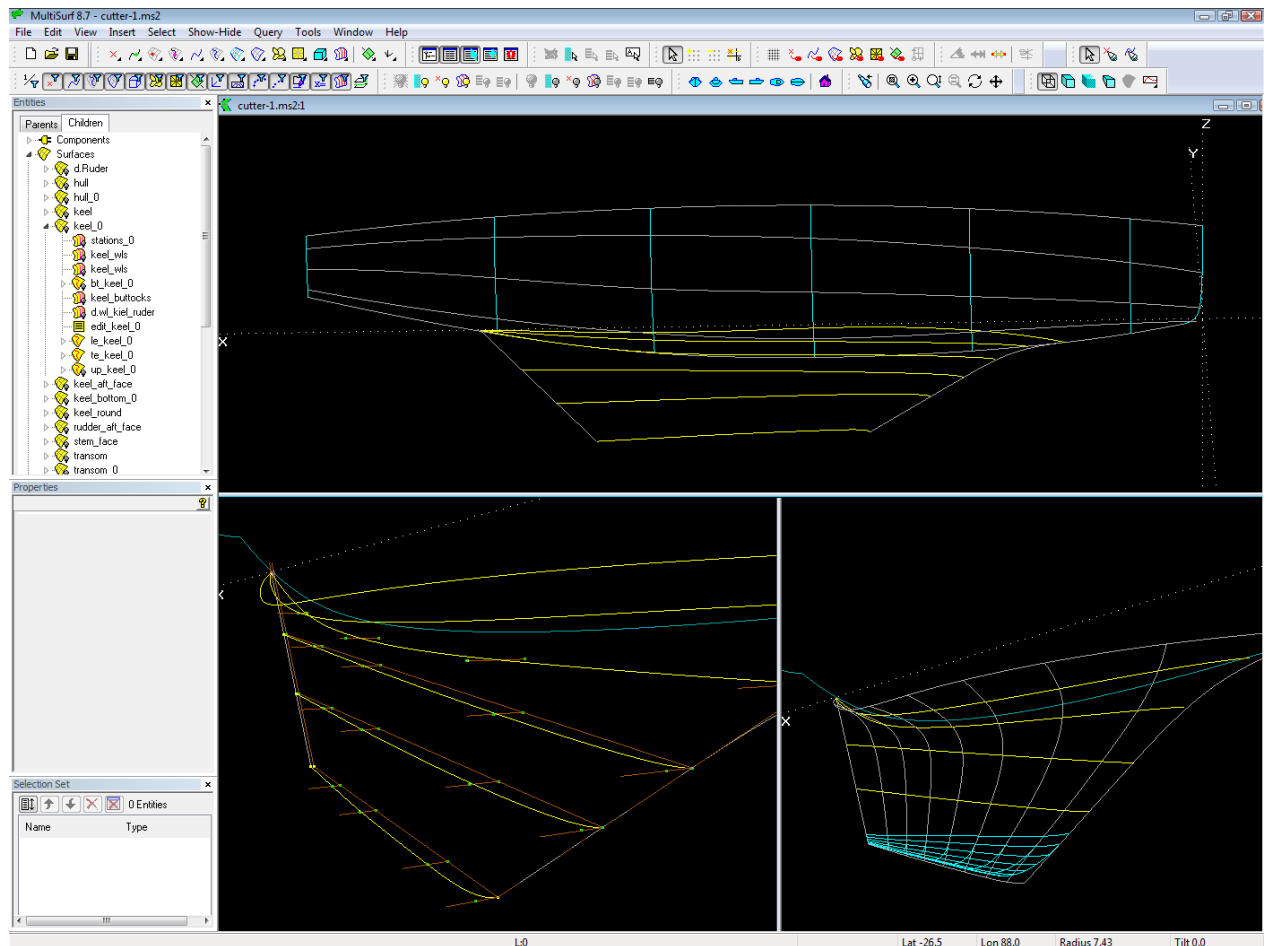 MultiSurf 8.7 - cutter-1.ms2
File Edit View Insert Select Show-Hide Query Tools Window Help
Entities
cutter-1.ms2:1
Parents Children
Components
Surfaces
d.Ruder
hull
hull_0
keel
keel_0
stations_0
keel_wls
keel_wls
bt_keel_0
keel_buttocks
d.wl_kiel_ruder
edit_keel_0
le_keel_0
te_keel_0
up_keel_0
keel_aft_face
keel_bottom_0
keel_round
rudder_aft_face
stem_face
transom
transom_0
Z
Y
X
Properties
X
X
Selection Set
0 Entities
Name Type
L:0 Lat -26.5 Lon 88.0 Radius 7.43 Tilt 0.0